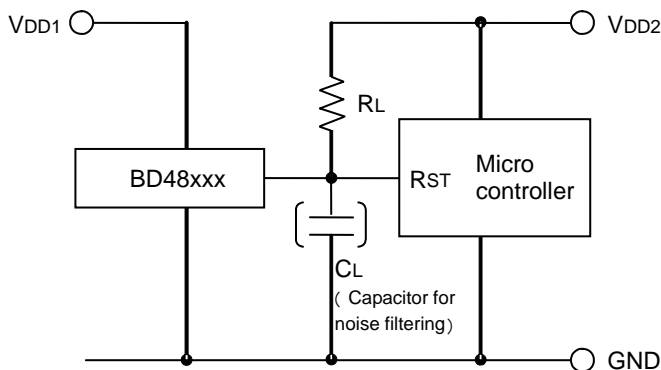 VDD1
VDD2
RL
BD48xxx
RST
Micro
controller
CL
( Capacitor for
noise filtering)
GND